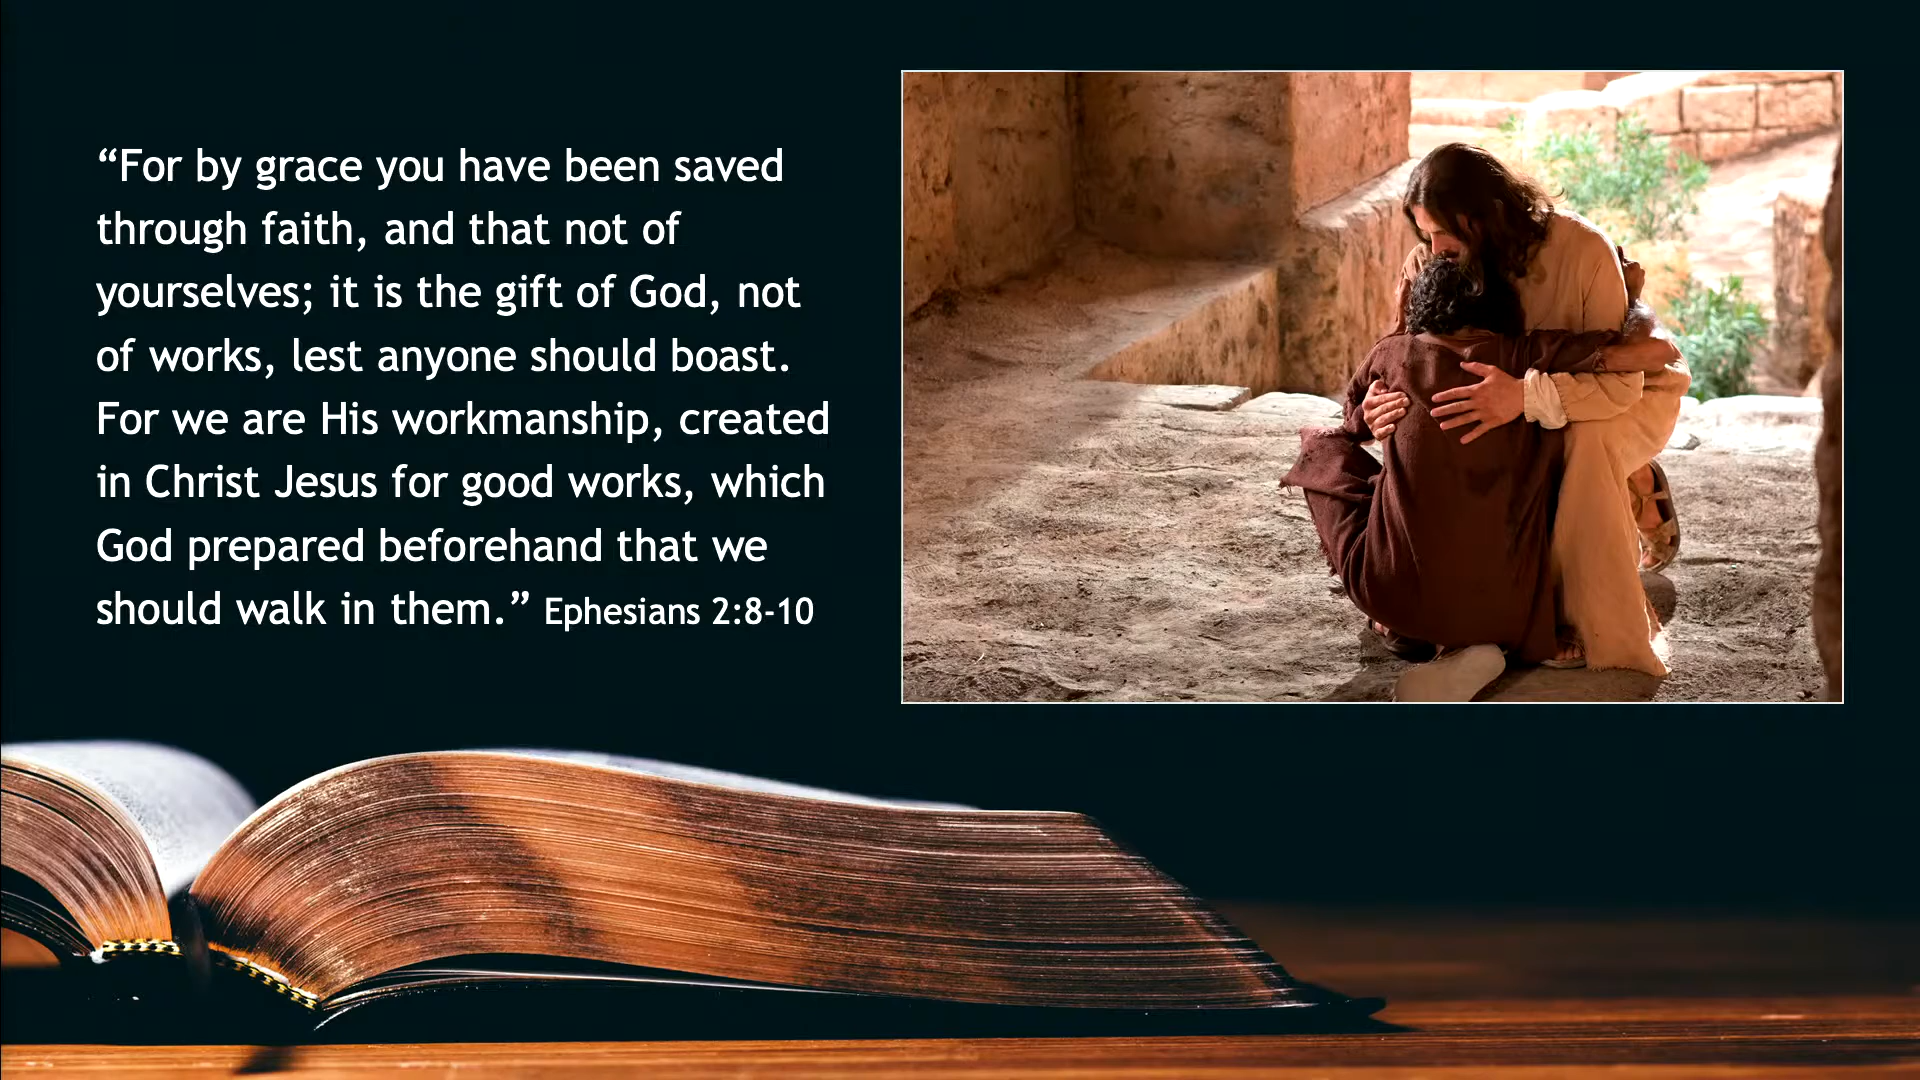 “For by grace you have been saved
through faith, and that not of
yourselves; it is the gift of God, not
of works, lest anyone should boast.
For we are His workmanship, created
in Christ Jesus for good works, which
God prepared beforehand that we
should walk in them.” Ephesians 2:8-10